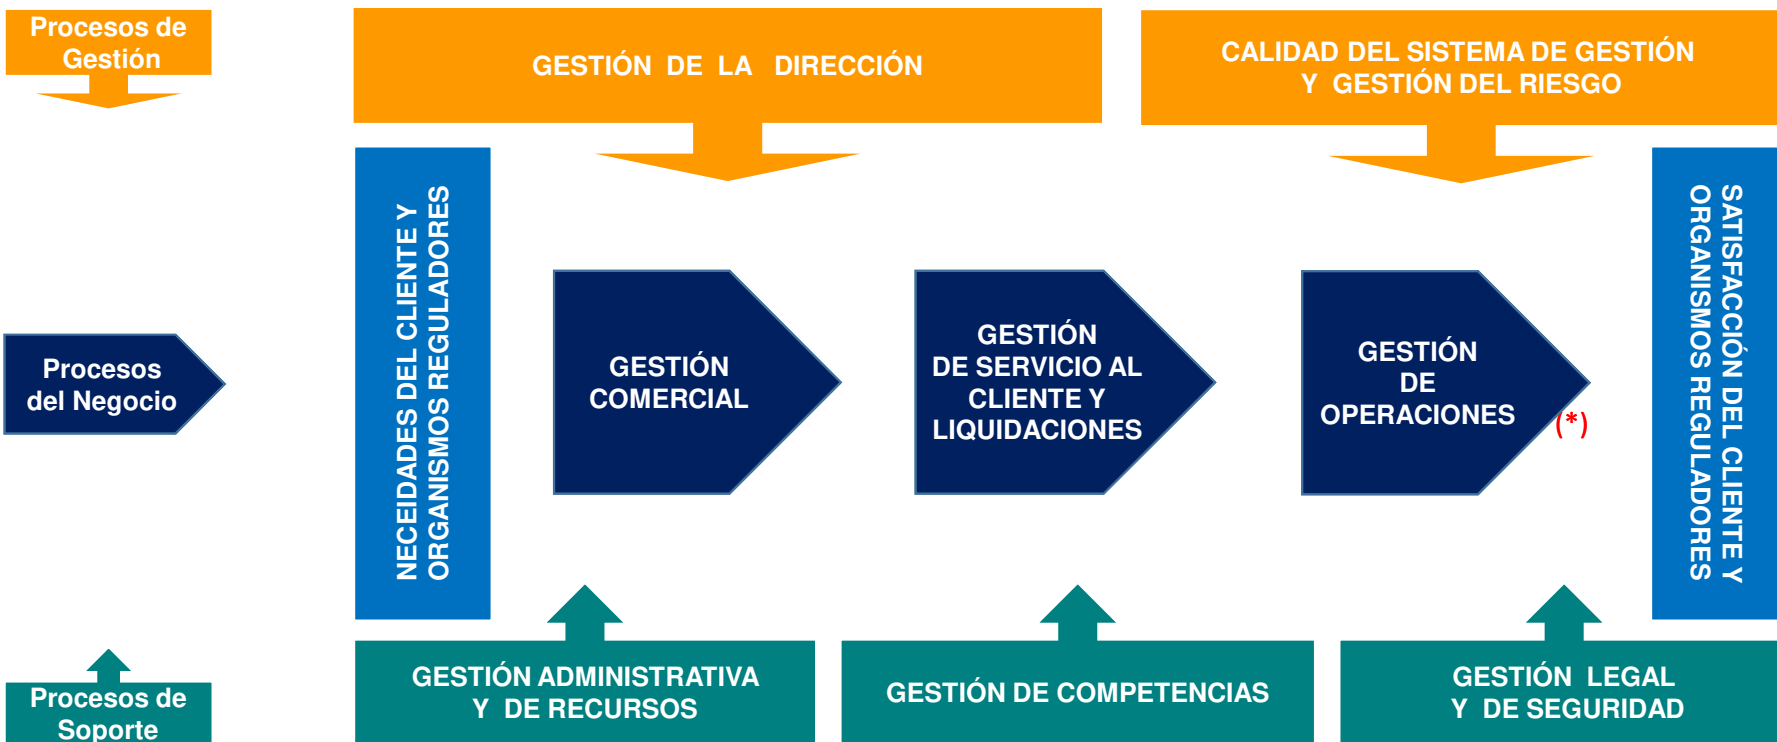 Procesos de
Gestión
GESTIÓN DE LA DIRECCIÓN
CALIDAD DEL SISTEMA DE GESTIÓN
Y GESTIÓN DEL RIESGO
NECEIDADES DEL CLIENTE Y
ORGANISMOS REGULADORES
SATISFACCIÓN DEL CLIENTE Y
ORGANISMOS REGULADORES
Procesos
del Negocio
GESTIÓN
COMERCIAL
GESTIÓN
DE SERVICIO AL
CLIENTE Y
LIQUIDACIONES
GESTIÓN
DE
OPERACIONES
(*)
Procesos de
Soporte
GESTIÓN ADMINISTRATIVA
Y DE RECURSOS
GESTIÓN DE COMPETENCIAS
GESTIÓN LEGAL
Y DE SEGURIDAD